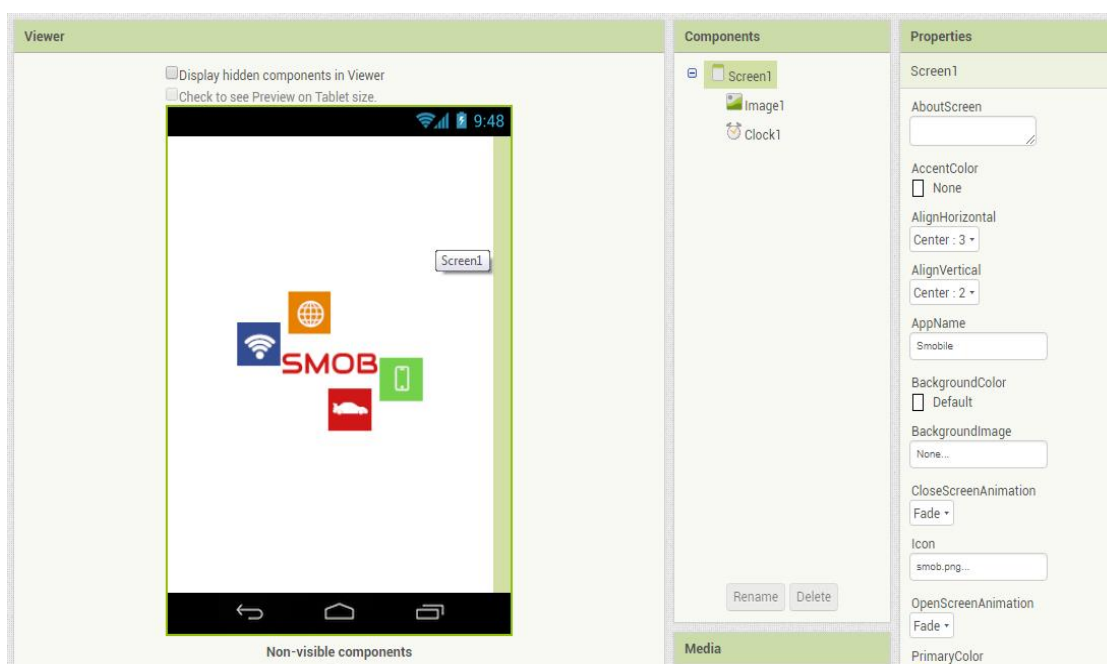 Viewer
Display hidden components in Viewer
Check to see Preview on Tablet size.
9:48
Screen1
SMOB
Non-visible components
Components
Screen1
Image1
Clock1
Rename Delete
Media
Properties
Screen1
AboutScreen
AccentColor
None
AlignHorizontal
Center : 3
AlignVertical
Center : 2
AppName
Smobile
BackgroundColor
Default
BackgroundImage
None...
CloseScreenAnimation
Fade
Icon
smob.png...
OpenScreenAnimation
Fade
PrimaryColor